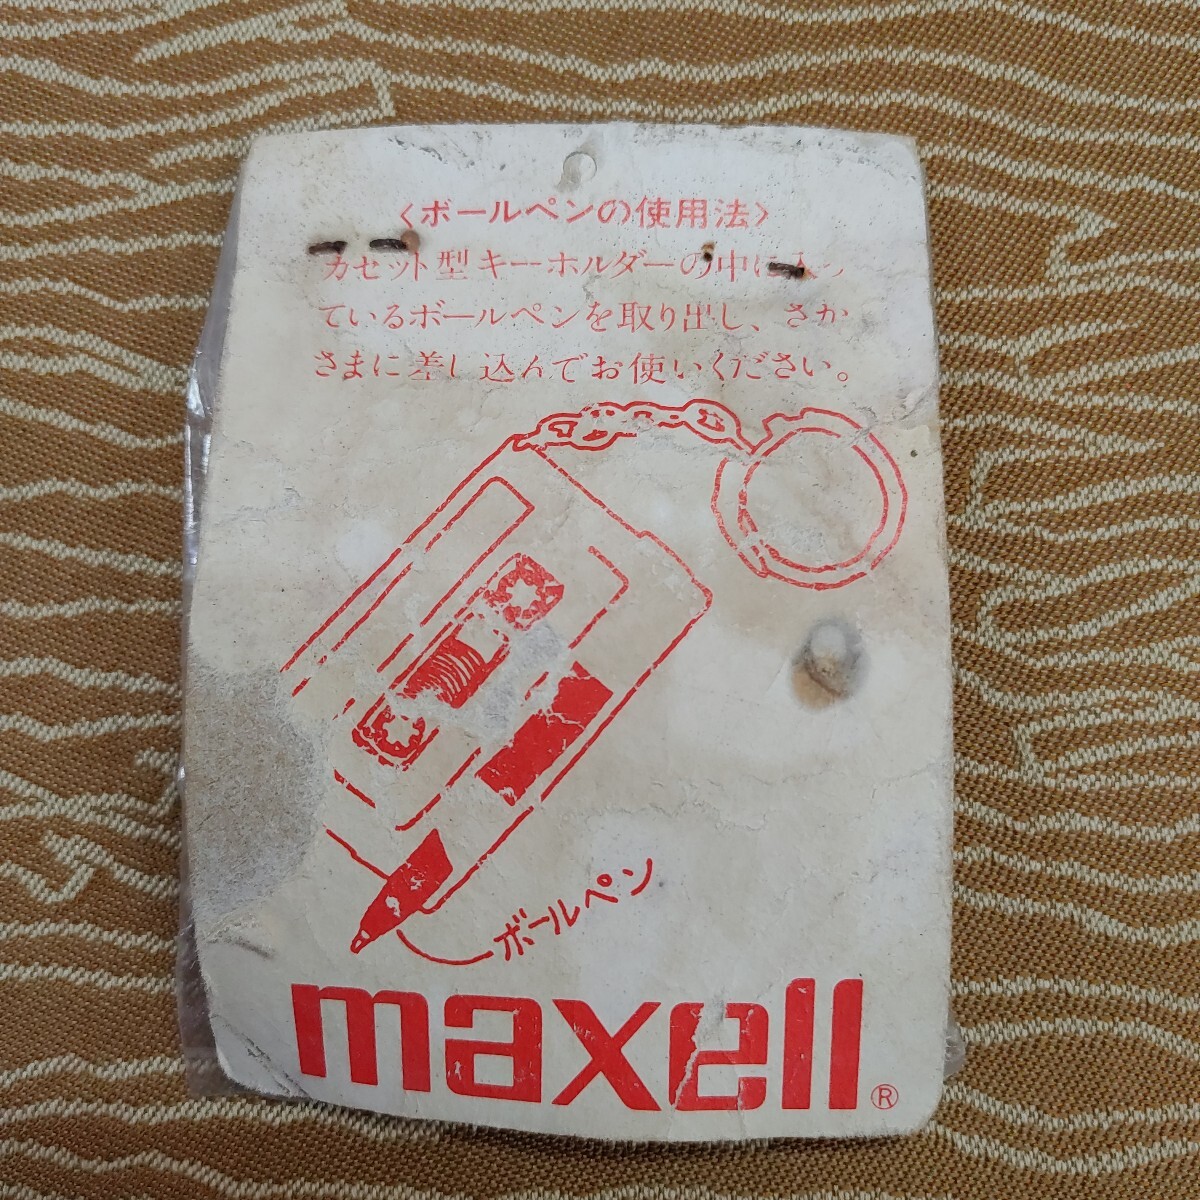 〈ボールペンの使用法〉
カセット型キーホルダーの中に入っ
ているボールペンを取り出し、さか
さまに差し込んでお使いください。
ボールペン
maxell®